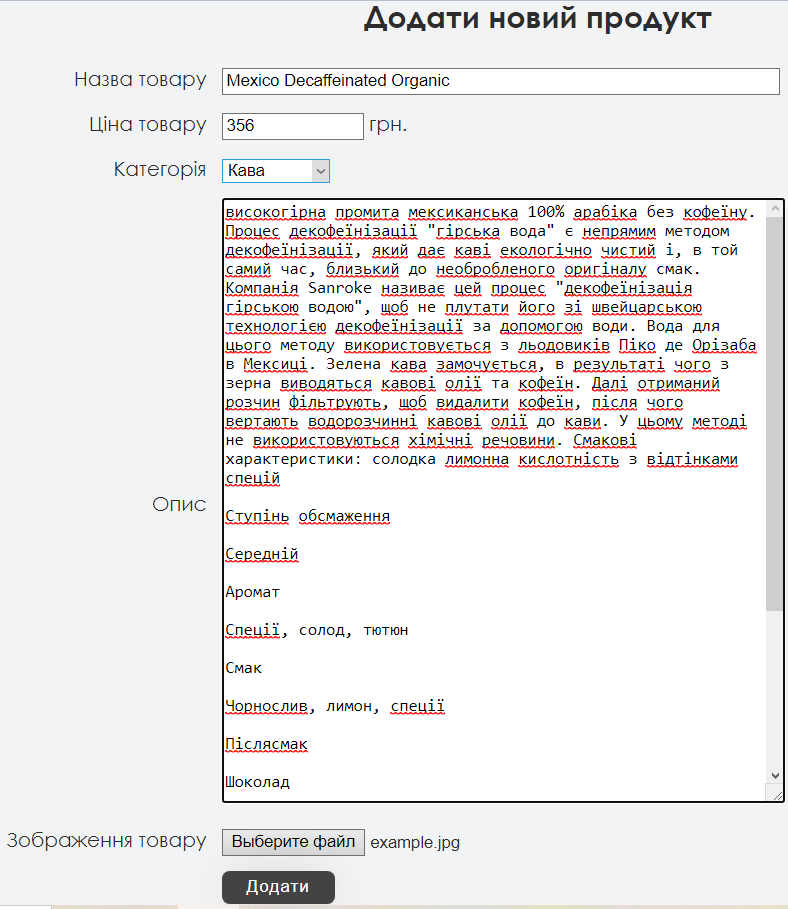 Додати новий продукт
Назва товару Mexico Decaffeinated Organic
Ціна товару 356 грн.
Категорія Кава
високогірна промита мексиканська 100% арабіка без кофеїну.
Процес декофеїнізації "гірська вода" є непрямим методом
декофеїнізації, який дає каві екологічно чистий і, в той
самий час, близький до необробленого оригіналу смак.
Компанія Sanroke називає цей процес "декофеїнізація
гірською водою", щоб не плутати його зі швейцарською
технологією декофеїнізації за допомогою води. Вода для
цього методу використовується з льодовиків Піко де Орізаба
в Мексиці. Зелена кава замочується, в результаті чого з
зерна виводяться кавові олії та кофеїн. Далі отриманий
розчин фільтрують, щоб видалити кофеїн, після чого
вертають водорозчинні кавові олії до кави. У цьому методі
не використовуються хімічні речовини. Смакові
характеристики: солодка лимонна кислотність з відтінками
спецій
Опис
Ступінь обсмаження
Середній
Аромат
Спеції, солод, тютюн
Смак
Чорнослив, лимон, спеції
Післясмак
Шоколад
Зображення товару Выберите файл example.jpg
Додати